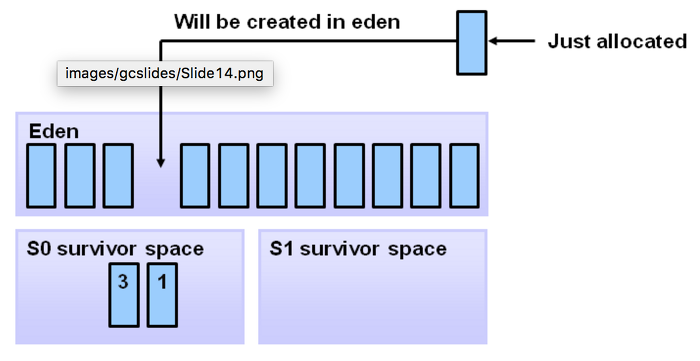 Will be created in eden
Just allocated
images/gcslides/Slide14.png
Eden
S0 survivor space
S1 survivor space
3 1